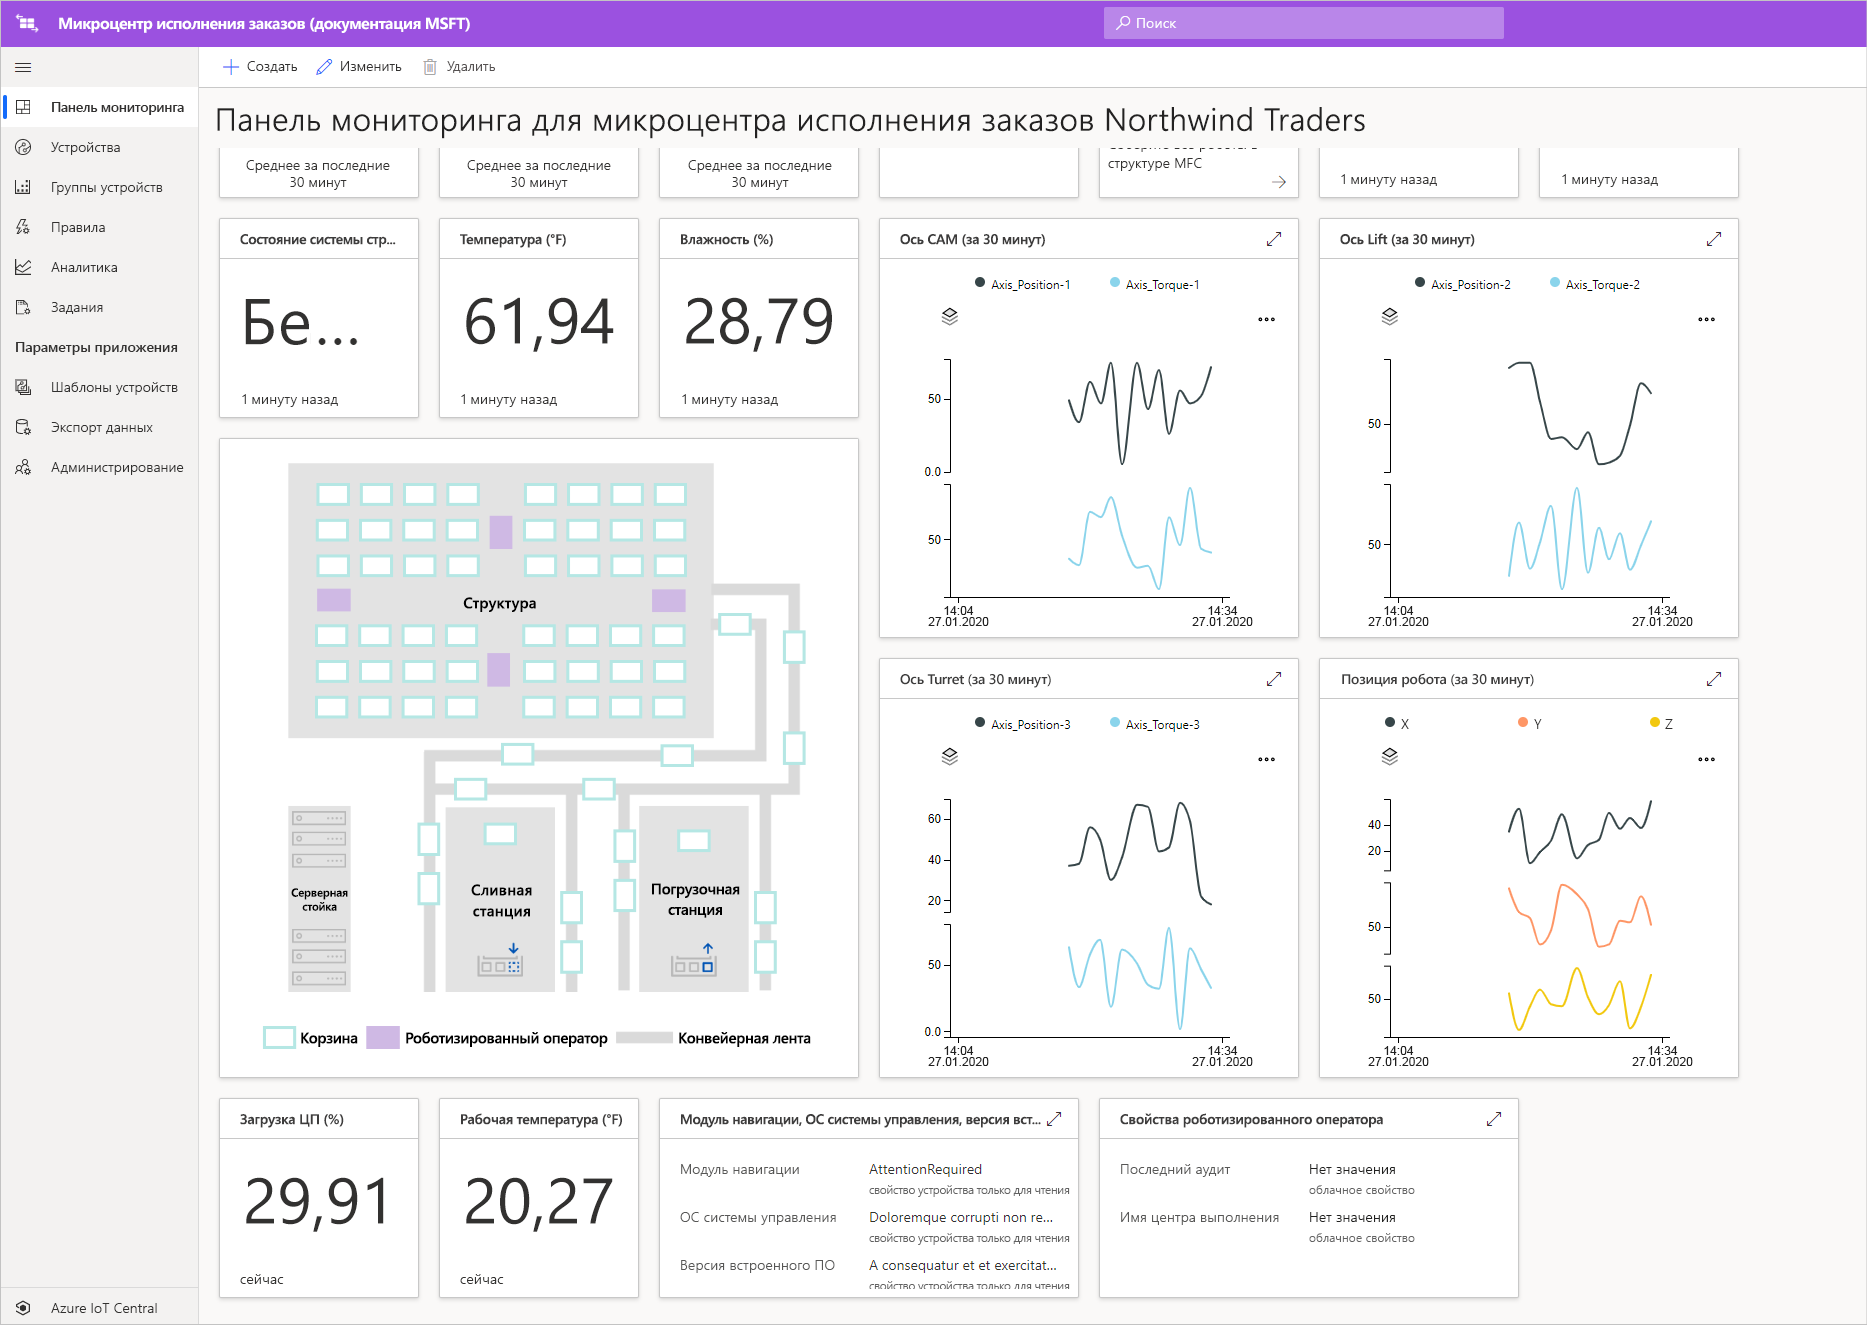 Микроцентр исполнения заказов (документация MSFT)
Поиск
Создать
Изменить
Удалить
Панель мониторинга
Устройства
Группы устройств
Правила
Аналитика
Задания
Параметры приложения
Шаблоны устройств
Экспорт данных
Администрирование
Azure IoT Central
Панель мониторинга для микроцентра исполнения заказов Northwind Traders
Среднее за последние
30 минут
Среднее за последние
30 минут
Среднее за последние
30 минут
структуре MFC
1 минуту назад
1 минуту назад
Состояние системы стр...
Бе...
1 минуту назад
Температура (°F)
61,94
1 минуту назад
Влажность (%)
28,79
1 минуту назад
Ось CAM (за 30 минут)
Axis_Position-1
Axis_Torque-1
50
0.0
50
14:04
27.01.2020
14:34
27.01.2020
Ось Lift (за 30 минут)
Axis_Position-2
Axis_Torque-2
50
50
14:04
27.01.2020
14:34
27.01.2020
Структура
Серверная
стойка
Сливная
станция
Погрузочная
станция
Корзина
Роботизированный оператор
Конвейерная лента
Ось Turret (за 30 минут)
Axis_Position-3
Axis_Torque-3
60
40
20
50
0.0
14:04
27.01.2020
14:34
27.01.2020
Позиция робота (за 30 минут)
X
Y
Z
40
20
50
50
14:04
27.01.2020
14:34
27.01.2020
Загрузка ЦП (%)
29,91
сейчас
Рабочая температура (°F)
20,27
сейчас
Модуль навигации, ОС системы управления, версия вст...
Модуль навигации
AttentionRequired
свойство устройства только для чтения
ОС системы управления
Doloremque corrupti non re...
свойство устройства только для чтения
Версия встроенного ПО
A consequatur et et exercitat...
свойство устройства только для чтения
Свойства роботизированного оператора
Последний аудит
Нет значения
облачное свойство
Имя центра выполнения
Нет значения
облачное свойство